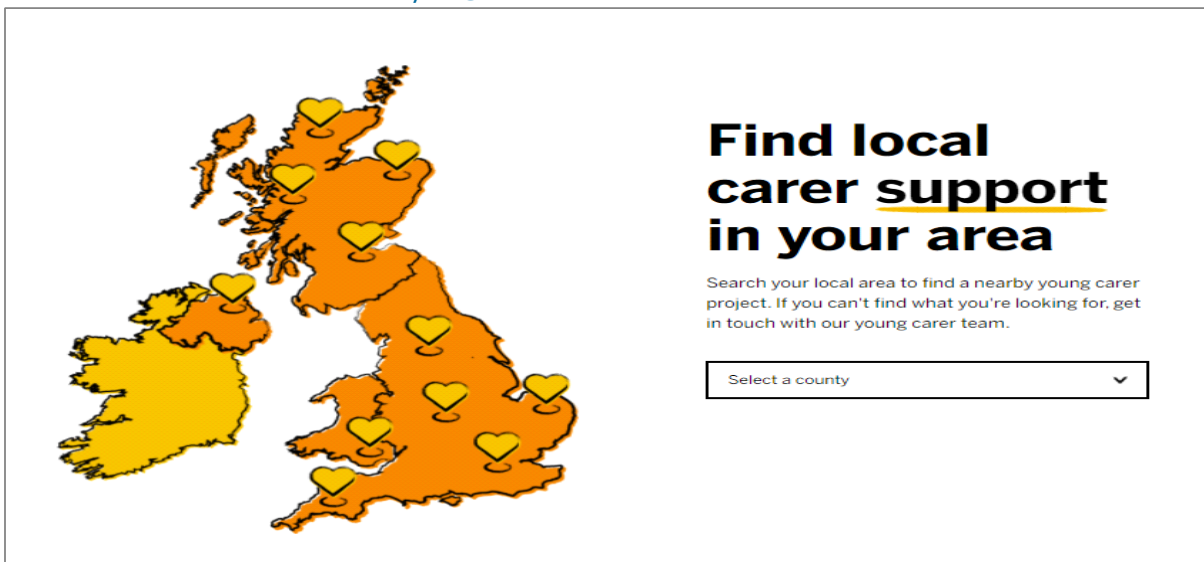 Find local
carer support
in your area
Search your local area to find a nearby young carer
project. If you can't find what you're looking for, get
in touch with our young carer team.
Select a county